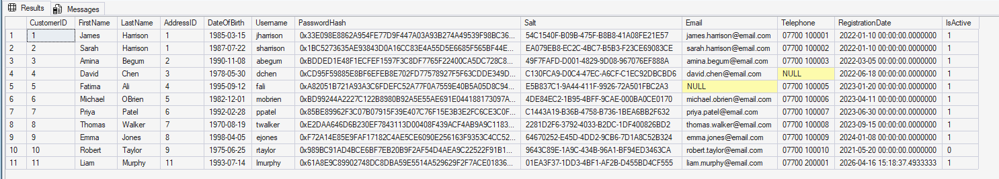 Results Messages
CustomerID FirstName LastName AddressID DateOfBirth Username PasswordHash Salt Email Telephone RegistrationDate IsActive
1 1 James Harrison 1 1985-03-15 jharrison 0x33E098E8862A954FE77D9F447A03A93B274A49539F98BC36... 54C1540F-B09B-475F-B8B8-41A08FE21E57 james.harrison@email.com 07700 100001 2022-01-10 00:00:00.0000000 1
2 2 Sarah Harrison 1 1987-07-22 sharrison 0x1BC5273635AE93843D0A16CC83E4A55D5E6685F565BF44E... EA079EB8-EC2C-4BC7-B5B3-F23CE69083CE sarah.harrison@email.com 07700 100002 2022-01-10 00:00:00.0000000 1
3 3 Amina Begum 2 1990-11-08 abegum 0xBDDED1E48F1ECFEF1597F3C8DF7765F22400CA5DC728C8... 49F7FAFD-D001-4829-9D08-967076EF888A amina.begum@email.com 07700 100003 2022-03-05 00:00:00.0000000 1
4 4 David Chen 3 1978-05-30 dchen 0xCD95F59885E8BF6EFEB8E702FD77578927F5F63CDDE349D... C130FCA9-D0C4-47EC-A6CF-C1EC92DBCBD6 david.chen@email.com NULL 2022-06-18 00:00:00.0000000 1
5 5 Fatima Ali 4 1995-09-12 fali 0xA82051B721A93A3C6FDEFC52A77F0A7559E40B5A05D8C94... E5B837C1-9A44-411F-9926-72A501FBC2A3 NULL 07700 100005 2023-01-20 00:00:00.0000000 1
6 6 Michael OBrien 5 1982-12-01 mobrien 0xBD99244A2227C122B8980B92A5E55AE691E044188173097A... 4DE84EC2-1B95-4BFF-9CAE-000BA0CE0170 michael.obrien@email.com 07700 100006 2023-04-11 00:00:00.0000000 1
7 7 Priya Patel 6 1992-02-28 ppatel 0x85BE89962F3C07B07915F39E407C76F15E3B3E2FC6CE3C0F... C1443A19-B36B-4758-B736-1BEA6BB2F632 priya.patel@email.com 07700 100007 2023-06-30 00:00:00.0000000 1
8 8 Thomas Walker 7 1970-08-19 twalker 0xE2DAA646D6B230EF7843113D00408F439ACF4AB9A9C1183... 2281D2F6-3792-4033-B2DC-1DF400826BD2 thomas.walker@email.com 07700 100008 2023-09-15 00:00:00.0000000 1
9 9 Emma Jones 8 1998-04-05 ejones 0xF72A14E85E9FAF17182C4AE5CE6090E256163F9353C4CC52... 64670252-E45D-4DD2-9CB6-7D1A8C52B324 emma.jones@email.com 07700 100009 2024-01-08 00:00:00.0000000 1
10 10 Robert Taylor 9 1975-06-25 rtaylor 0x989BC91AD4BCE6BF7EB20B9F2AF54D4AEA9C22522F91B1... 9643C89E-1A9C-434B-96A1-BF94ED3463CA robert.taylor@email.com 07700 100010 2021-05-20 00:00:00.0000000 0
11 11 Liam Murphy 11 1993-07-14 lmurphy 0x61A8E9C89902748DC8DBA59E5514A529629F2F7ACE01836... 01EA3F37-1DD3-4BF1-AF2B-D455BD4CF555 liam.murphy@email.com 07700 200001 2026-04-16 15:18:37.4933333 1